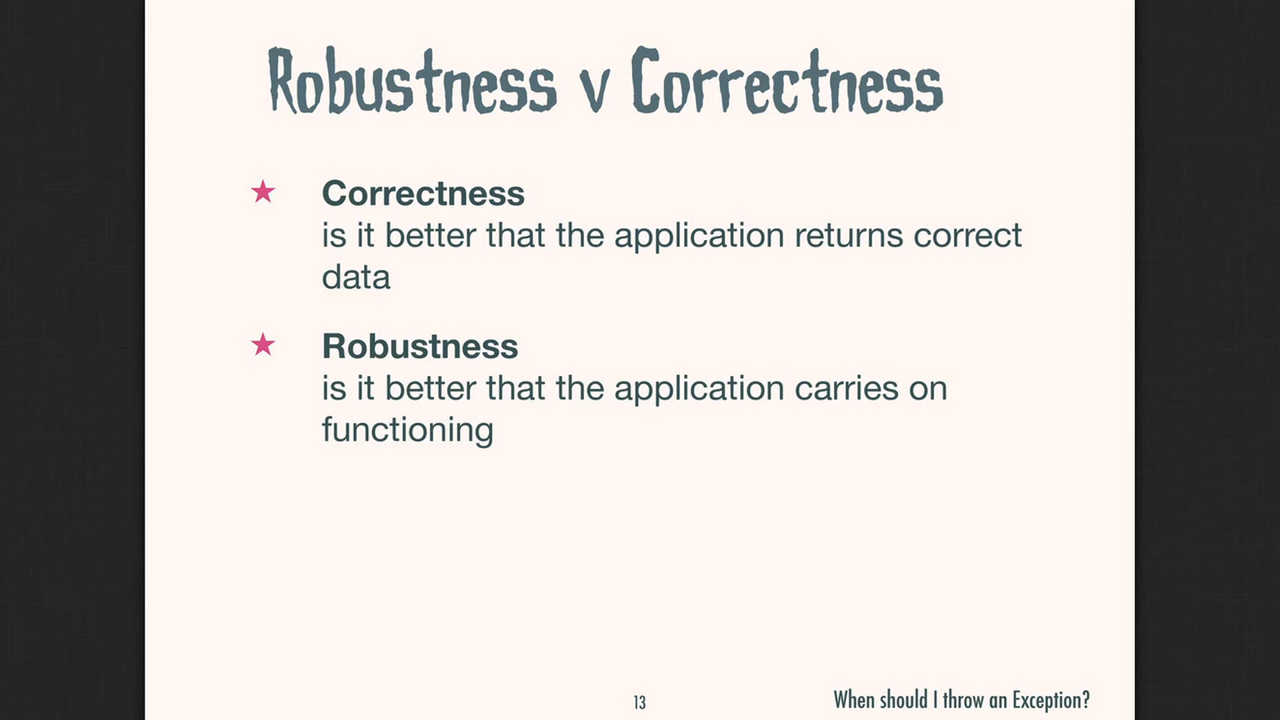 Robustness v Correctness
★ Correctness
is it better that the application returns correct
data
★ Robustness
is it better that the application carries on
functioning
13
When should I throw an Exception?